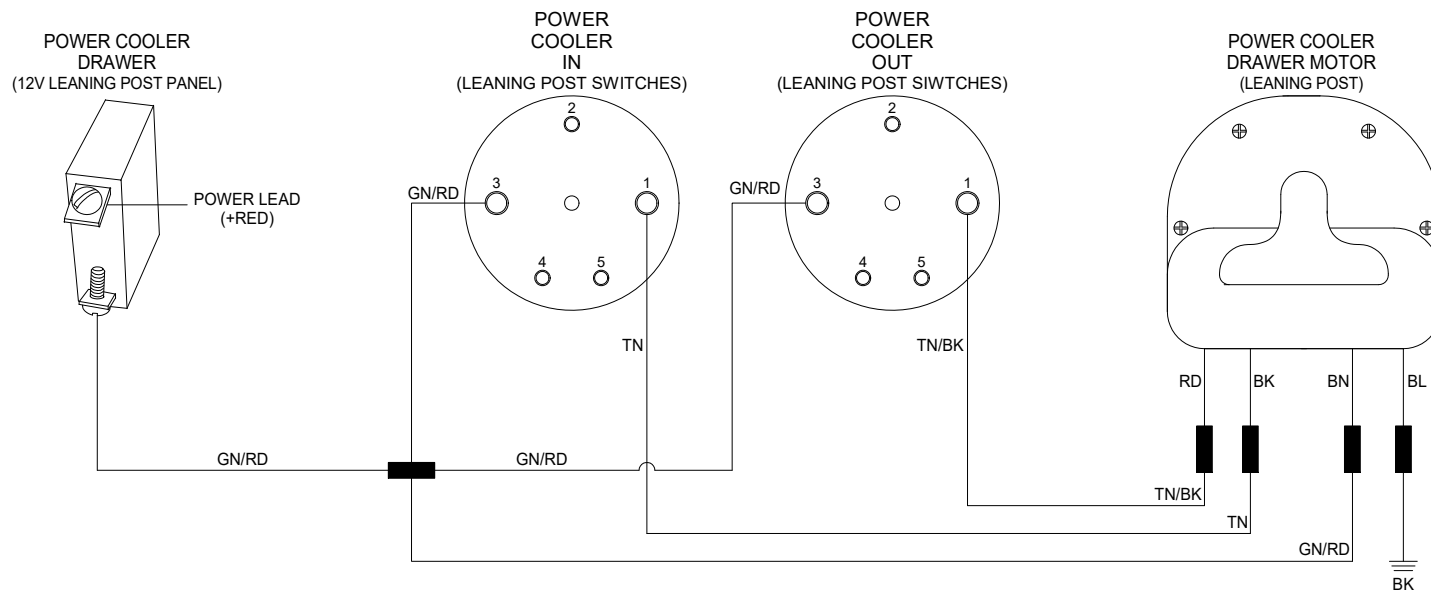 POWER COOLER
DRAWER
(12V LEANING POST PANEL)
POWER LEAD
(+RED)
POWER
COOLER
IN
(LEANING POST SWITCHES)
2
3
1
4
5
GN/RD
TN
POWER
COOLER
OUT
(LEANING POST SIWTCHES)
2
3
1
4
5
GN/RD
TN/BK
POWER COOLER
DRAWER MOTOR
(LEANING POST)
RD
BK
BN
BL
GN/RD
GN/RD
TN/BK
TN
GN/RD
BK